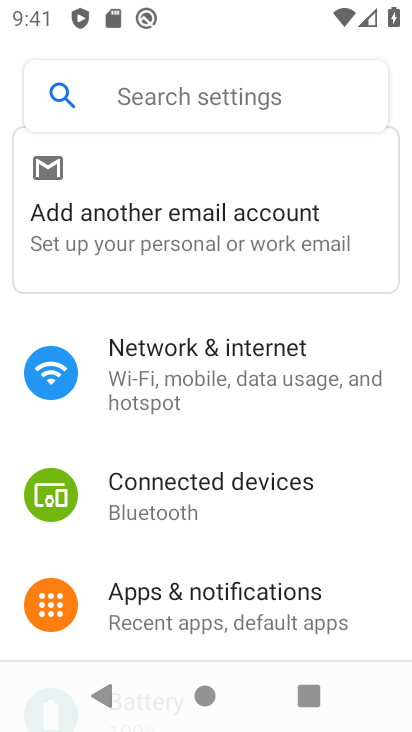 9:41
Search settings
Add another email account
Set up your personal or work email
Network & internet
Wi-Fi, mobile, data usage, and
hotspot
Connected devices
Bluetooth
Apps & notifications
Recent apps, default apps
Battery
100%